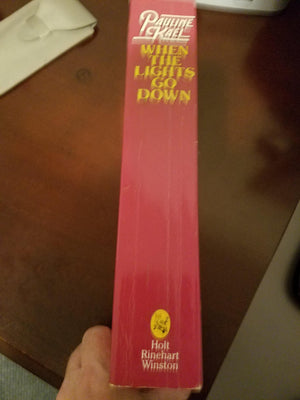 PAULINE
KAEL
WHEN
THE
LIGHTS
GO
DOWN
Holt
Rinehart
Winston